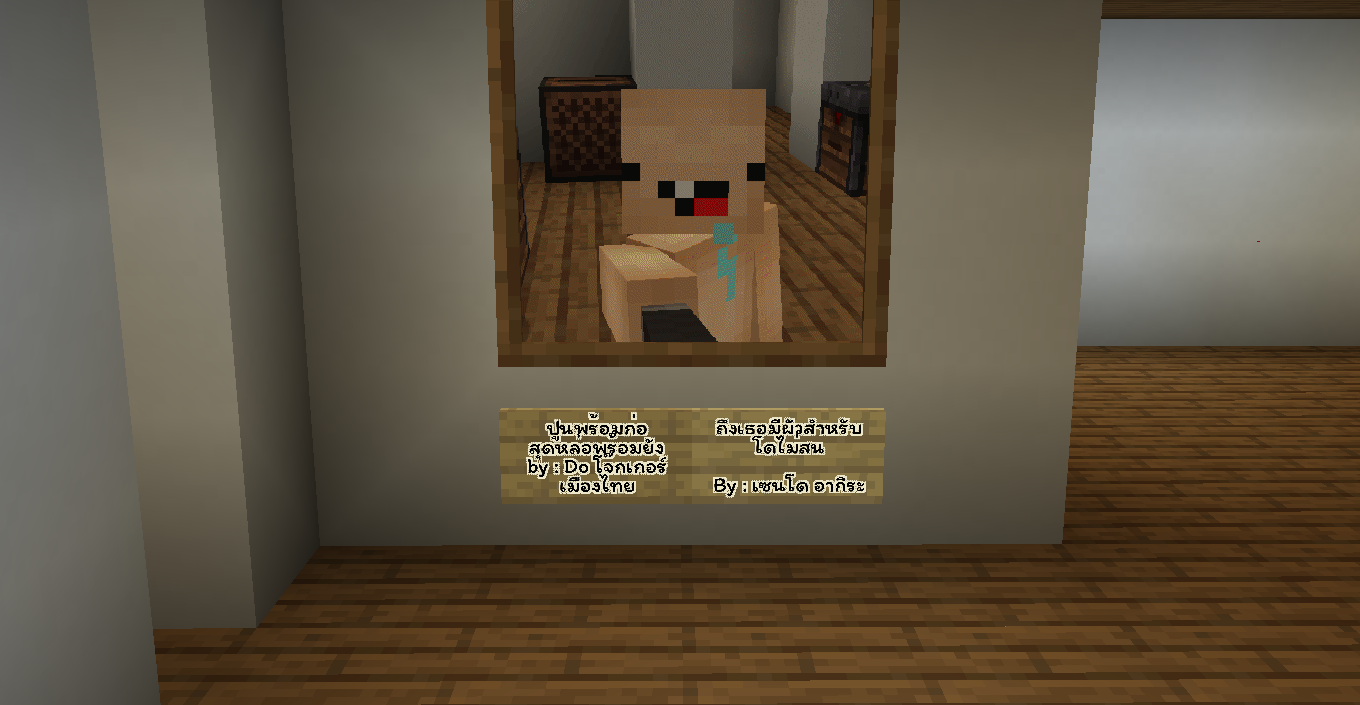 ปูนพร้อมก่อ
สุดหล่อพร้อมยัง
by : Do โจ๊กเกอร์
เมืองไทย
ถึงเธอมีผัวสำหรับ
โดไม่สน
By : เซนโด อากิระ